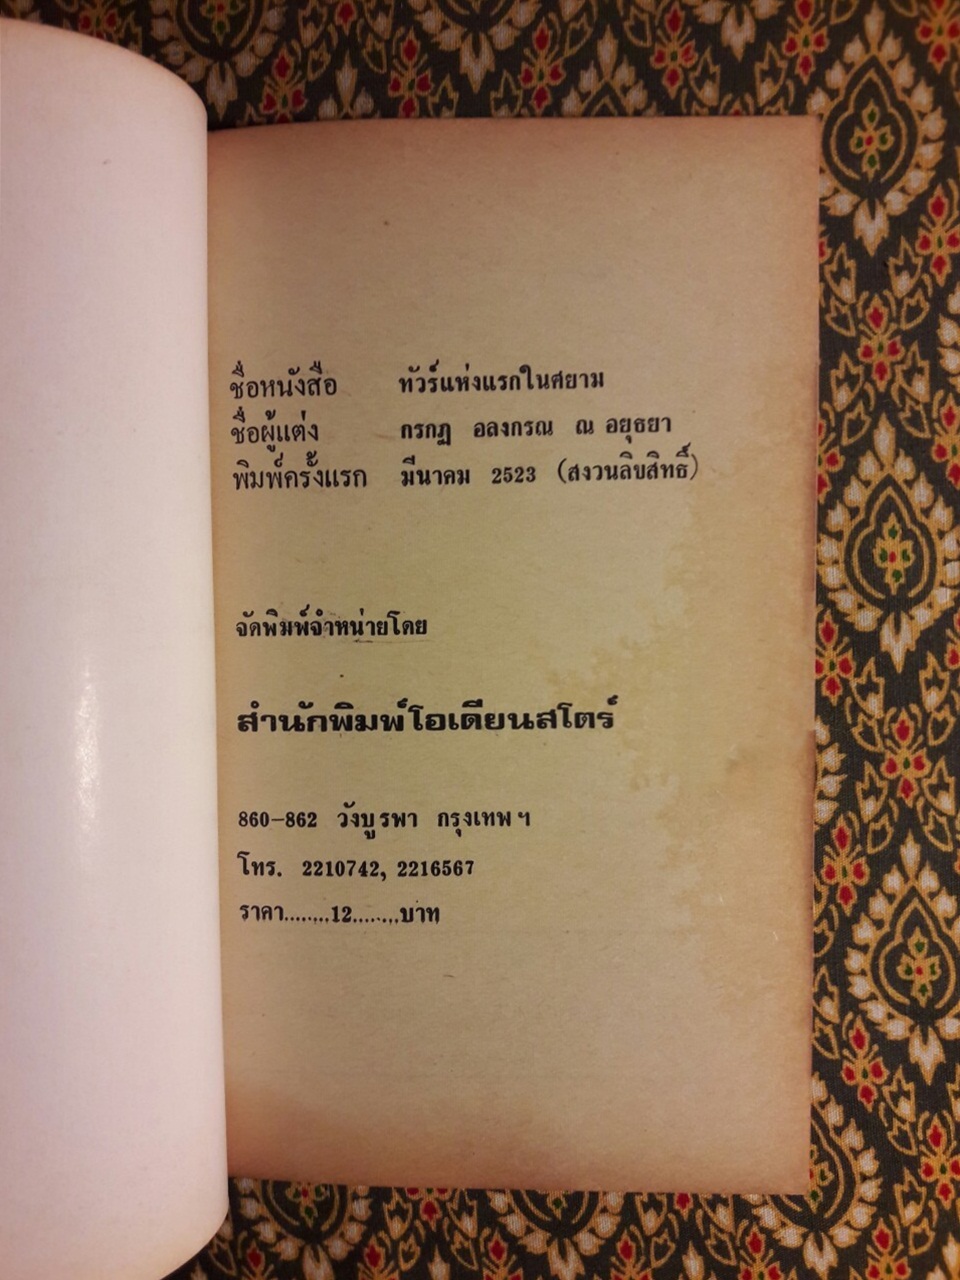 ชื่อหนังสือ ทัวร์แห่งแรกในศยาม
ชื่อผู้แต่ง กรกฏ อลงกรณ ณ อยุธยา
พิมพ์ครั้งแรก มีนาคม 2523 (สงวนลิขสิทธิ์)
จัดพิมพ์จำหน่ายโดย
สำนักพิมพ์โอเดียนสโตร์
860-862 วังบูรพา กรุงเทพฯ
โทร. 2210742, 2216567
ราคา........12........บาท